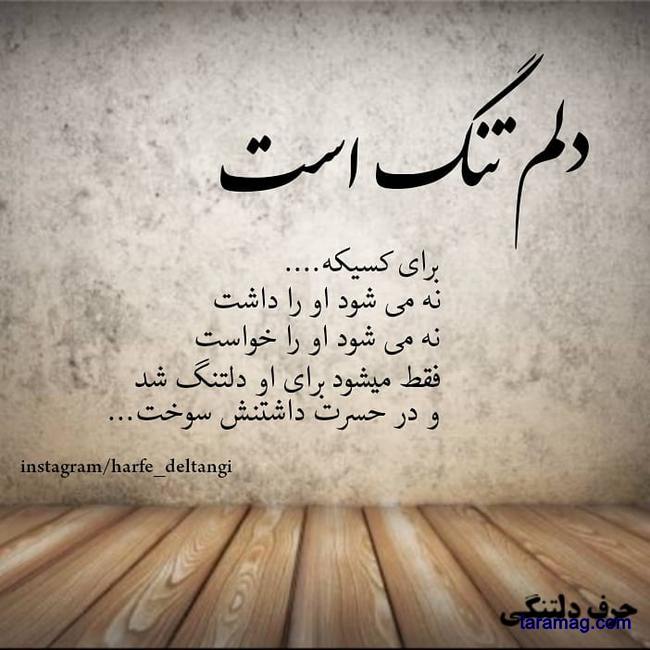 دلم تنگ است
برای کسیکه....
نه می شود او را داشت
نه می شود او را خواست
فقط میشود برای او دلتنگ شد
و در حسرت داشتنش سوخت...
instagram/harfe_deltangi
حرف دلتنگی
taramag.com